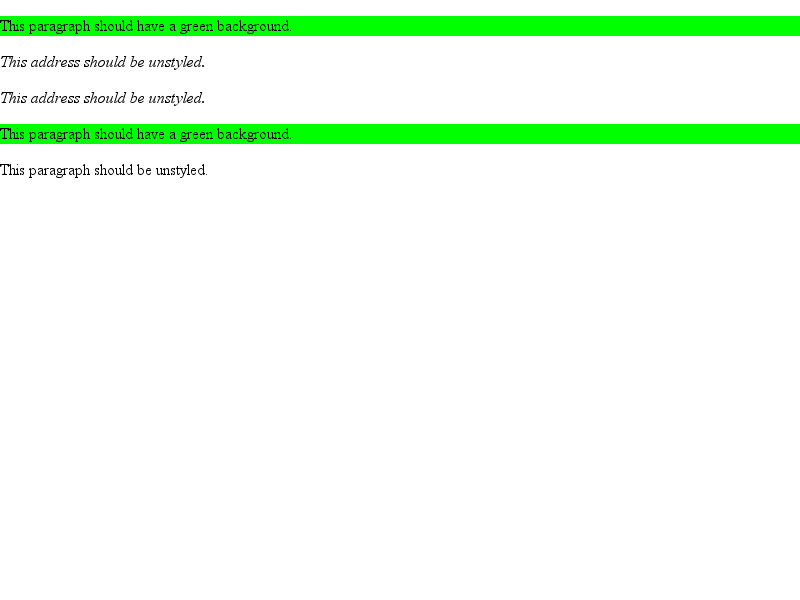 This paragraph should have a green background.
This address should be unstyled.
This address should be unstyled.
This paragraph should have a green background.
This paragraph should be unstyled.